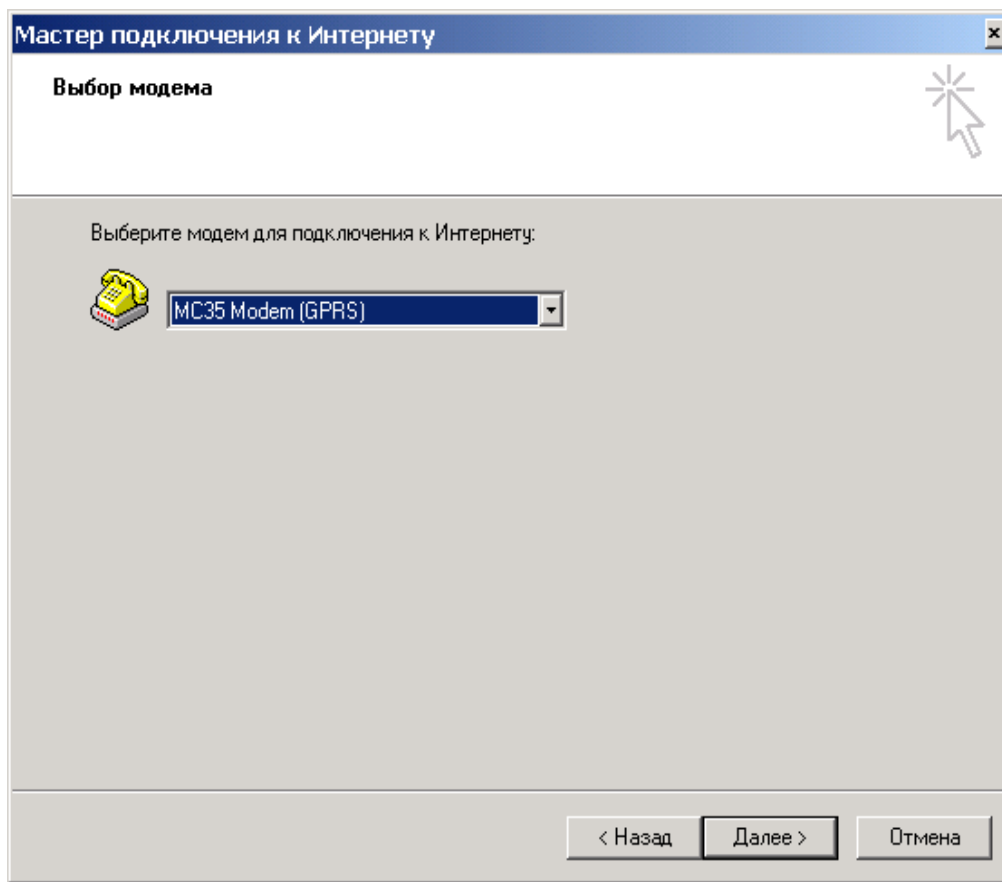 Мастер подключения к Интернету
Выбор модема
Выберите модем для подключения к Интернету:
MC35 Modem (GPRS)
< Назад Далее > Отмена